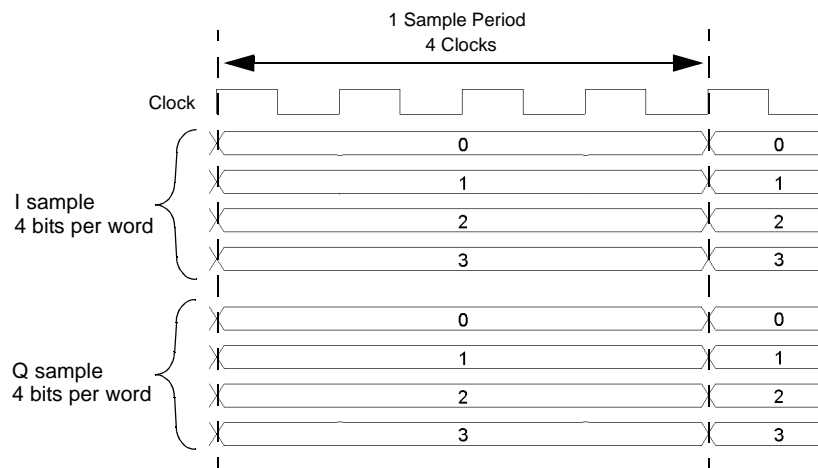 1 Sample Period
4 Clocks
Clock
I sample
4 bits per word
0 0
1 1
2 2
3 3
Q sample
4 bits per word
0 0
1 1
2 2
3 3